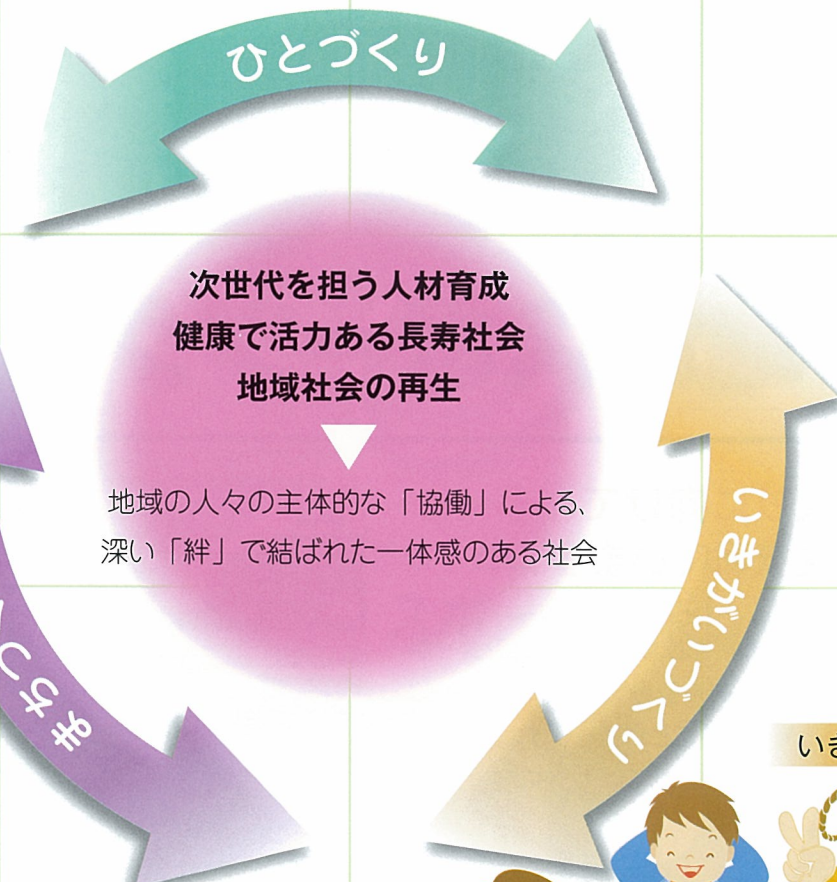 ひとづくり
次世代を担う人材育成
健康で活力ある長寿社会
地域社会の再生
地域の人々の主体的な「協働」による、
深い「絆」で結ばれた一体感のある社会
いきがいづくり
まちづ
いき